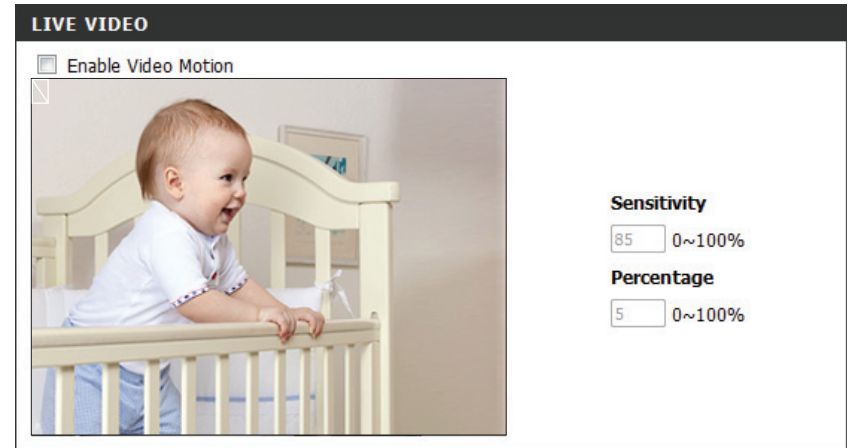 LIVE VIDEO
Enable Video Motion
Sensitivity
85 0~100%
Percentage
5 0~100%